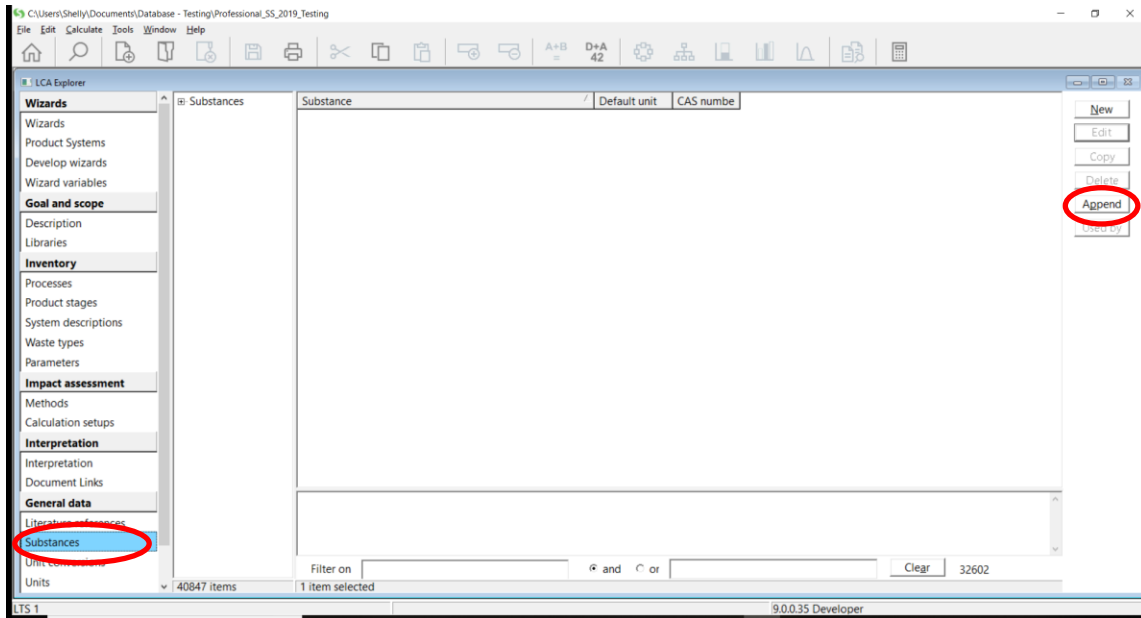 C:\Users\Shelly\Documents\Database - Testing\Professional_SS_2019_Testing
File Edit Calculate Tools Window Help
A+B
=
D+A
42
LCA Explorer
Wizards
Wizards
Product Systems
Develop wizards
Wizard variables
Goal and scope
Description
Libraries
Inventory
Processes
Product stages
System descriptions
Waste types
Parameters
Impact assessment
Methods
Calculation setups
Interpretation
Interpretation
Document Links
General data
Literature references
Substances
Unit conversions
Units
Substances
40847 items
Substance / Default unit CAS numbe
Filter on and or Clear 32602
1 item selected
New
Edit
Copy
Delete
Append
Used by
LTS 1 9.0.0.35 Developer